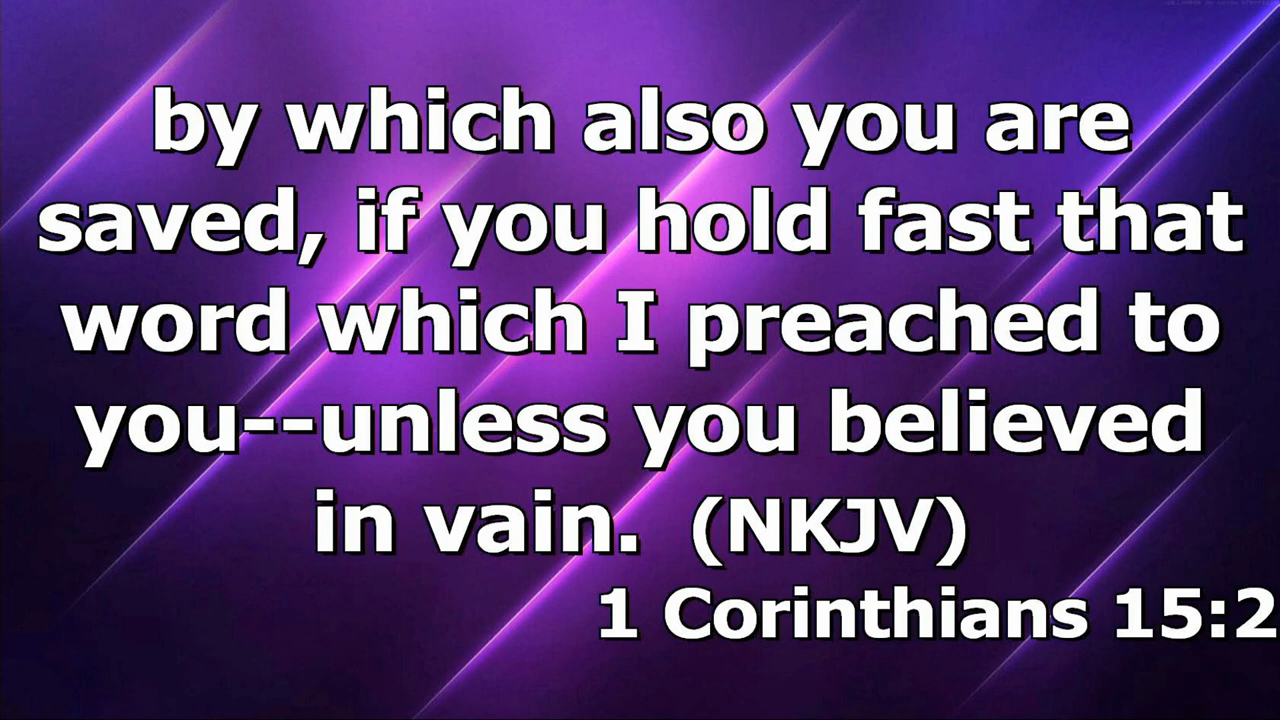 by which also you are
saved, if you hold fast that
word which I preached to
you--unless you believed
in vain.  (NKJV)
1 Corinthians 15:2